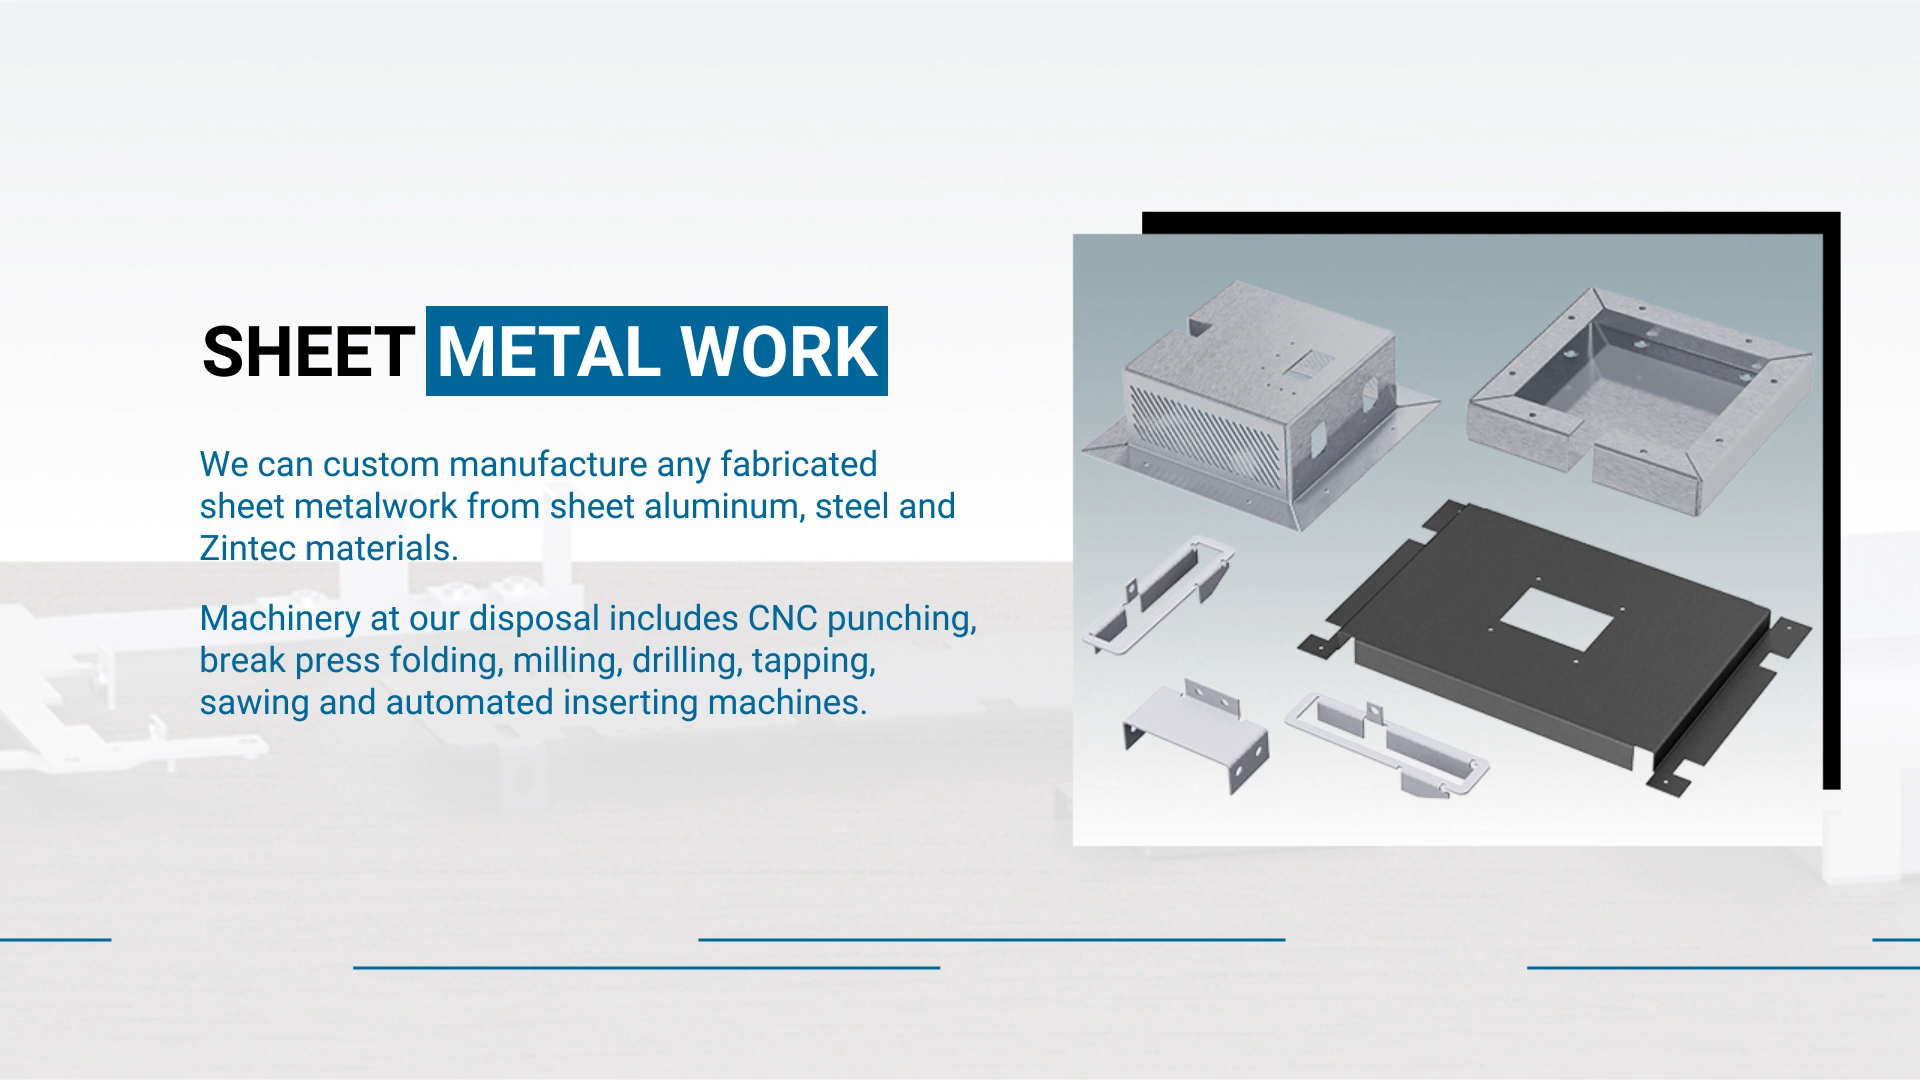 SHEET METAL WORK
We can custom manufacture any fabricated
sheet metalwork from sheet aluminum, steel and
Zintec materials.
Machinery at our disposal includes CNC punching,
break press folding, milling, drilling, tapping,
sawing and automated inserting machines.